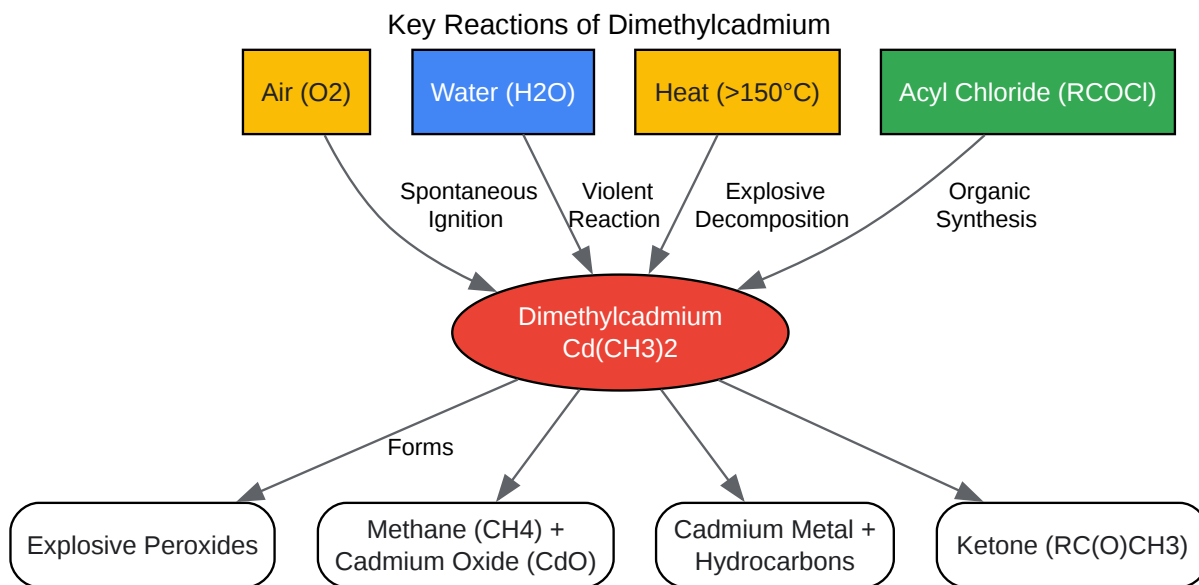 Key Reactions of Dimethylcadmium
Air (O2)
Water (H2O)
Heat (>150°C)
Acyl Chloride (RCOCl)
Spontaneous
Ignition
Violent
Reaction
Explosive
Decomposition
Organic
Synthesis
Dimethylcadmium
Cd(CH3)2
Forms
Explosive Peroxides
Methane (CH4) +
Cadmium Oxide (CdO)
Cadmium Metal +
Hydrocarbons
Ketone (RC(O)CH3)